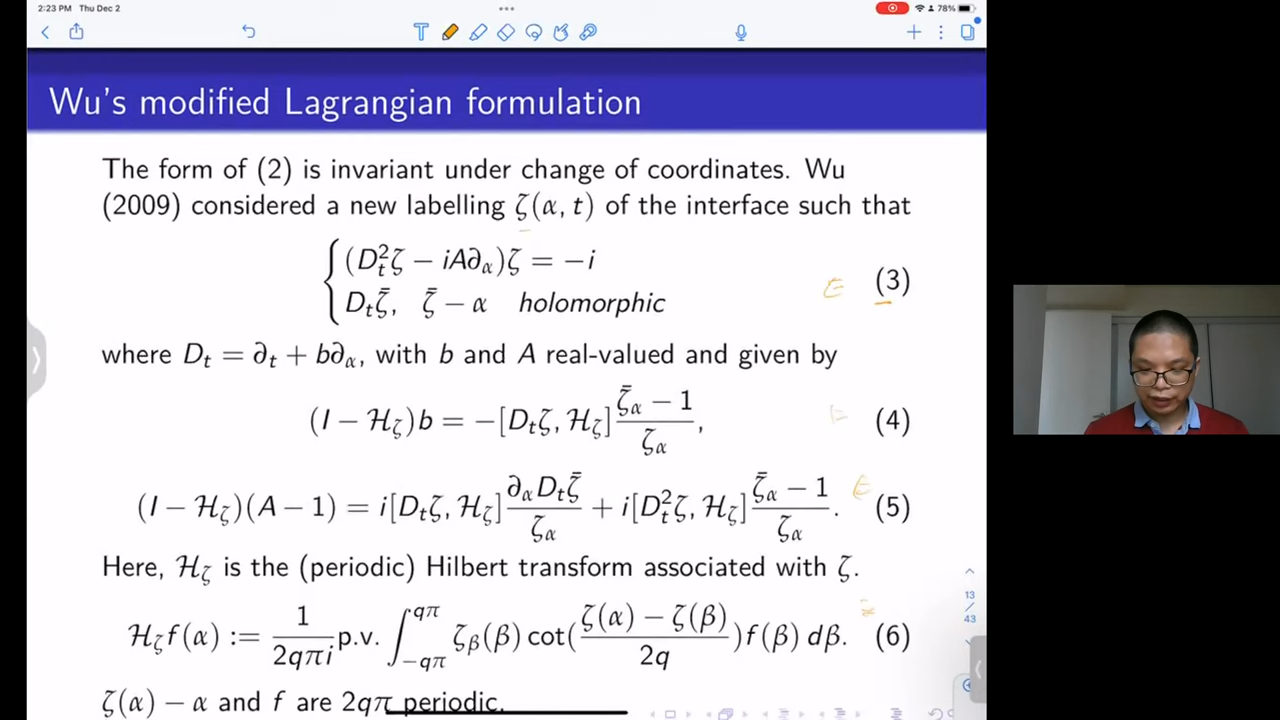 2:23 PM Thu Dec 2
78%
Wu's modified Lagrangian formulation
The form of (2) is invariant under change of coordinates. Wu
(2009) considered a new labelling ζ(α, t) of the interface such that
(D_t^2ζ − iA∂_α)ζ = −i
D_tζ̄, ζ̄ − α holomorphic
(3)
where D_t = ∂_t + b∂_α, with b and A real-valued and given by
(I − H_ζ)b = −[D_tζ, H_ζ] (ζ̄_α − 1)/ζ_α, (4)
(I − H_ζ)(A − 1) = i[D_tζ, H_ζ] ∂_αD_tζ̄/ζ_α + i[D_t^2ζ, H_ζ] (ζ̄_α − 1)/ζ_α. (5)
Here, H_ζ is the (periodic) Hilbert transform associated with ζ.
H_ζf(α) := 1/(2qπi) p.v. ∫_{−qπ}^{qπ} ζ_β(β) cot((ζ(α) − ζ(β))/2q)f(β) dβ. (6)
ζ(α) − α and f are 2qπ periodic.
13
/
43